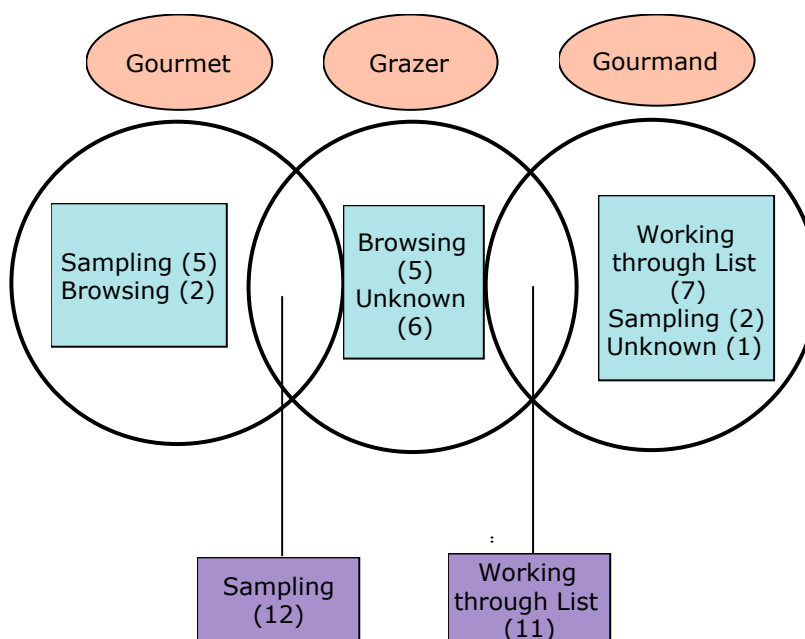 Gourmet
Grazer
Gourmand
Sampling (5)
Browsing (2)
Browsing
(5)
Unknown
(6)
Working
through List
(7)
Sampling (2)
Unknown (1)
Sampling
(12)
Working
through List
(11)